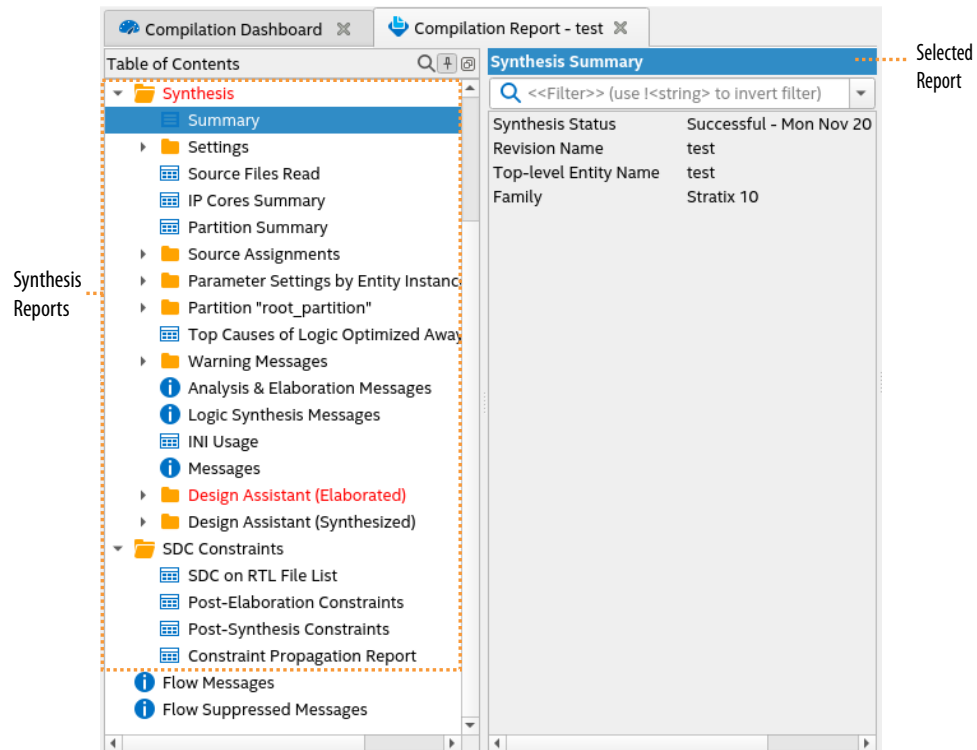 Compilation Dashboard
Compilation Report - test
Table of Contents
Synthesis
Summary
Settings
Source Files Read
IP Cores Summary
Partition Summary
Source Assignments
Parameter Settings by Entity Instanc
Partition "root_partition"
Top Causes of Logic Optimized Away
Warning Messages
Analysis & Elaboration Messages
Logic Synthesis Messages
INI Usage
Messages
Design Assistant (Elaborated)
Design Assistant (Synthesized)
SDC Constraints
SDC on RTL File List
Post-Elaboration Constraints
Post-Synthesis Constraints
Constraint Propagation Report
Flow Messages
Flow Suppressed Messages
Synthesis Summary
<<Filter>> (use !<string> to invert filter)
Synthesis Status Successful - Mon Nov 20
Revision Name test
Top-level Entity Name test
Family Stratix 10
Selected
Report
Synthesis
Reports